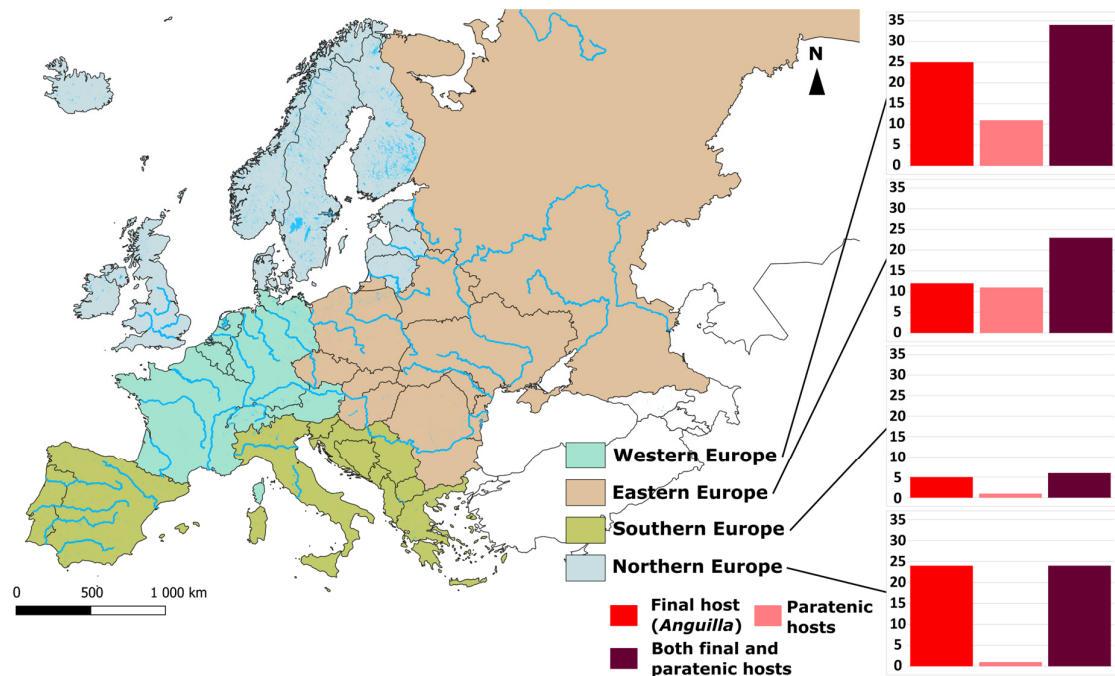 N
Western Europe
Eastern Europe
Southern Europe
Northern Europe
0 500 1 000 km
Final host
(Anguilla)
Paratenic
hosts
Both final and
paratenic hosts
35
30
25
20
15
10
5
0
35
30
25
20
15
10
5
0
35
30
25
20
15
10
5
0
35
30
25
20
15
10
5
0